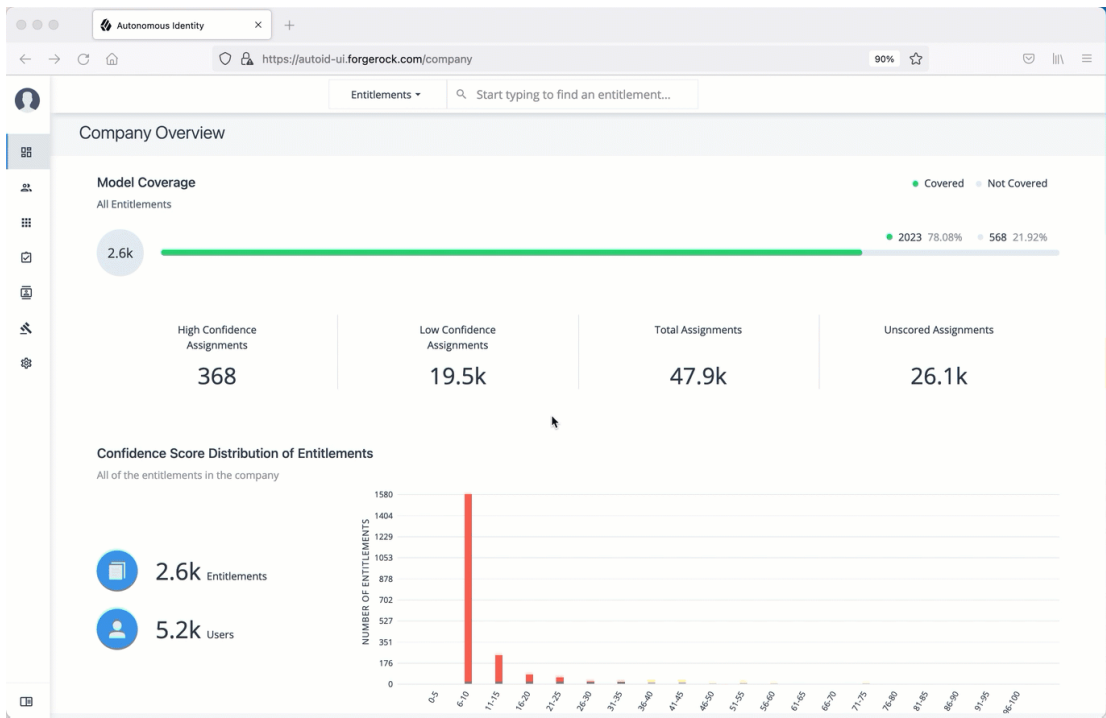 Autonomous Identity
https://autoid-ui.forgerock.com/company
90%
Entitlements
Start typing to find an entitlement...
Company Overview
Model Coverage
Covered
Not Covered
All Entitlements
2023 78.08%
568 21.92%
2.6k
High Confidence
Assignments
368
Low Confidence
Assignments
19.5k
Total Assignments
47.9k
Unscored Assignments
26.1k
Confidence Score Distribution of Entitlements
All of the entitlements in the company
2.6k Entitlements
5.2k Users
NUMBER OF ENTITLEMENTS
1580
1404
1229
1053
878
702
527
351
176
0
0-5
6-10
11-15
16-20
21-25
26-30
31-35
36-40
41-45
46-50
51-55
56-60
61-65
66-70
71-75
76-80
81-85
86-90
91-95
96-100